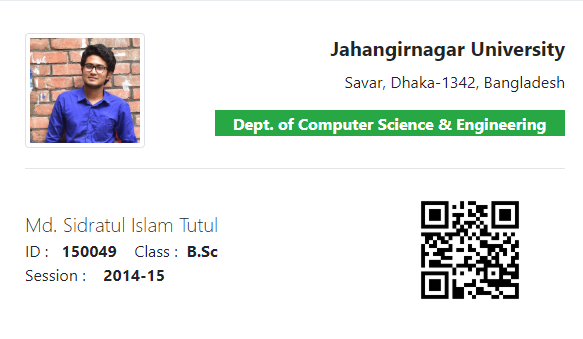 Jahangirnagar University
Savar, Dhaka-1342, Bangladesh
Dept. of Computer Science & Engineering
Md. Sidratul Islam Tutul
ID : 150049 Class : B.Sc
Session : 2014-15